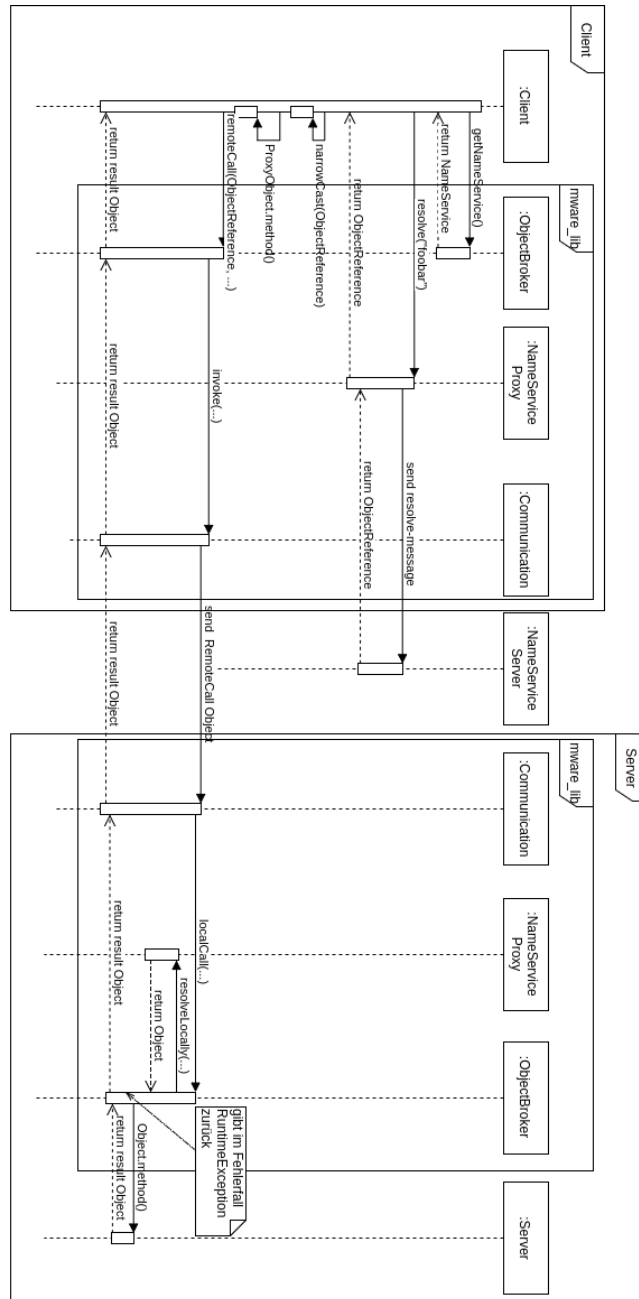 Client
:Client
mware_lib
:ObjectBroker
:NameService
Proxy
:Communication
:NameService
Server
Server
mware_lib
:Communication
:NameService
Proxy
:ObjectBroker
:Server
getNameService()
return NameService
resolve("foobar")
send resolve-message
return ObjectReference
return ObjectReference
narrowCast(ObjectReference)
ProxyObject.method()
remoteCall(ObjectReference, ...)
invoke(...)
send RemoteCall Object
localCall(...)
resolveLocally(...)
return Object
gibt im Fehlerfall
RuntimeException
zurück
Object.method()
return result Object
return result Object
return result Object
return result Object
return result Object
return result Object